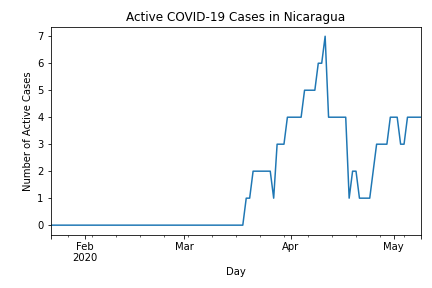 Active COVID-19 Cases in Nicaragua
Number of Active Cases
7
6
5
4
3
2
1
0
Feb Mar Apr May
2020
Day